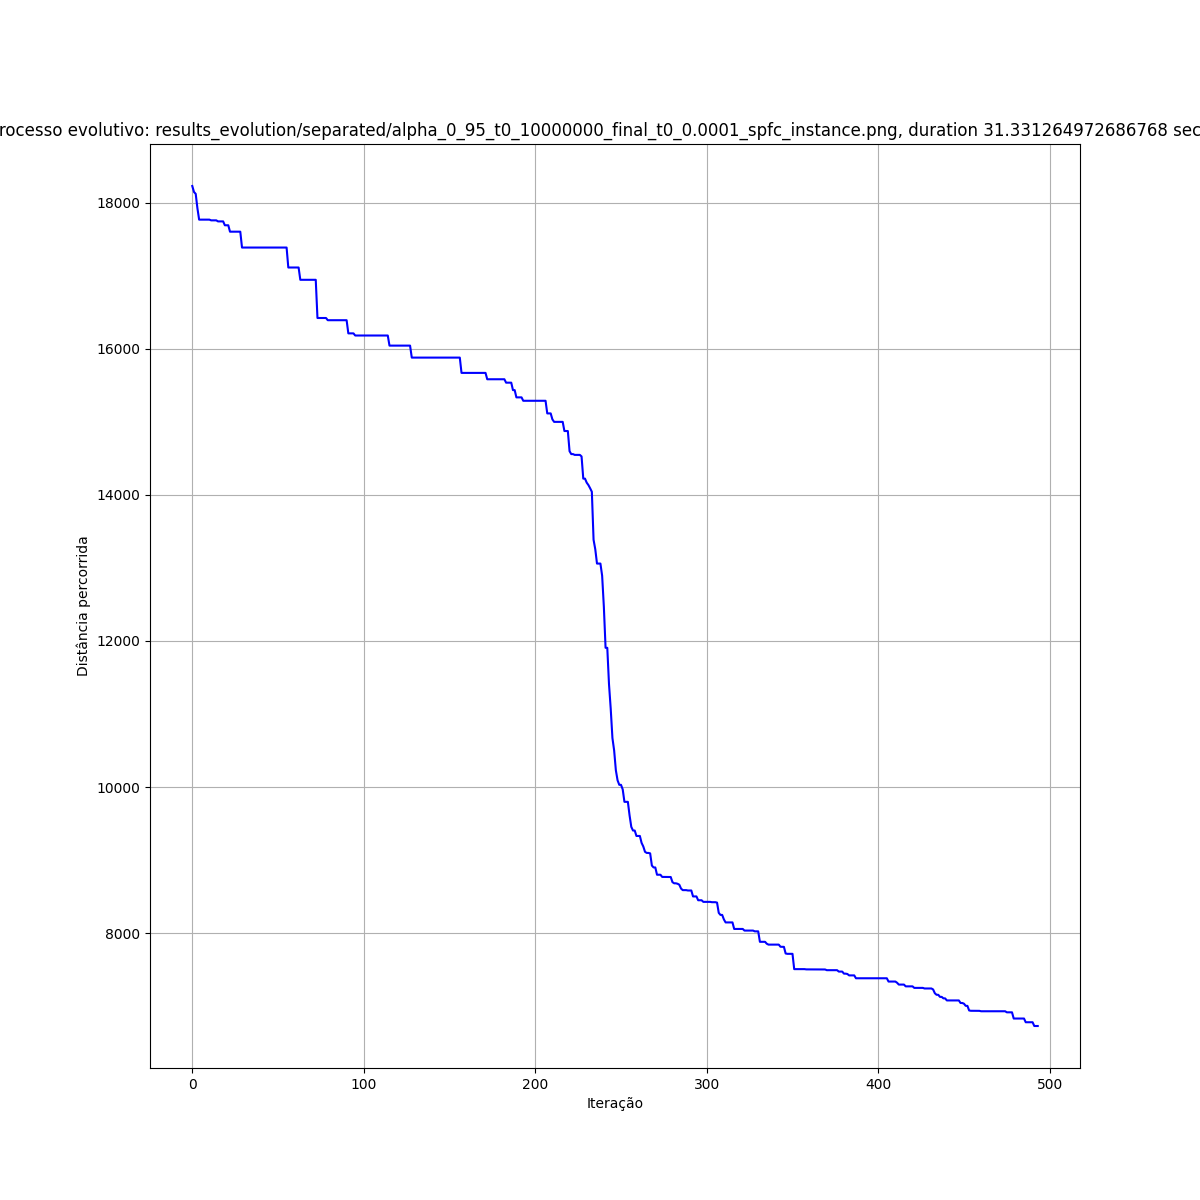 rocesso evolutivo: results_evolution/separated/alpha_0_95_t0_10000000_final_t0_0.0001_spfc_instance.png, duration 31.331264972686768 sec
18000
16000
14000
12000
10000
8000
Distância percorrida
0 100 200 300 400 500
Iteração